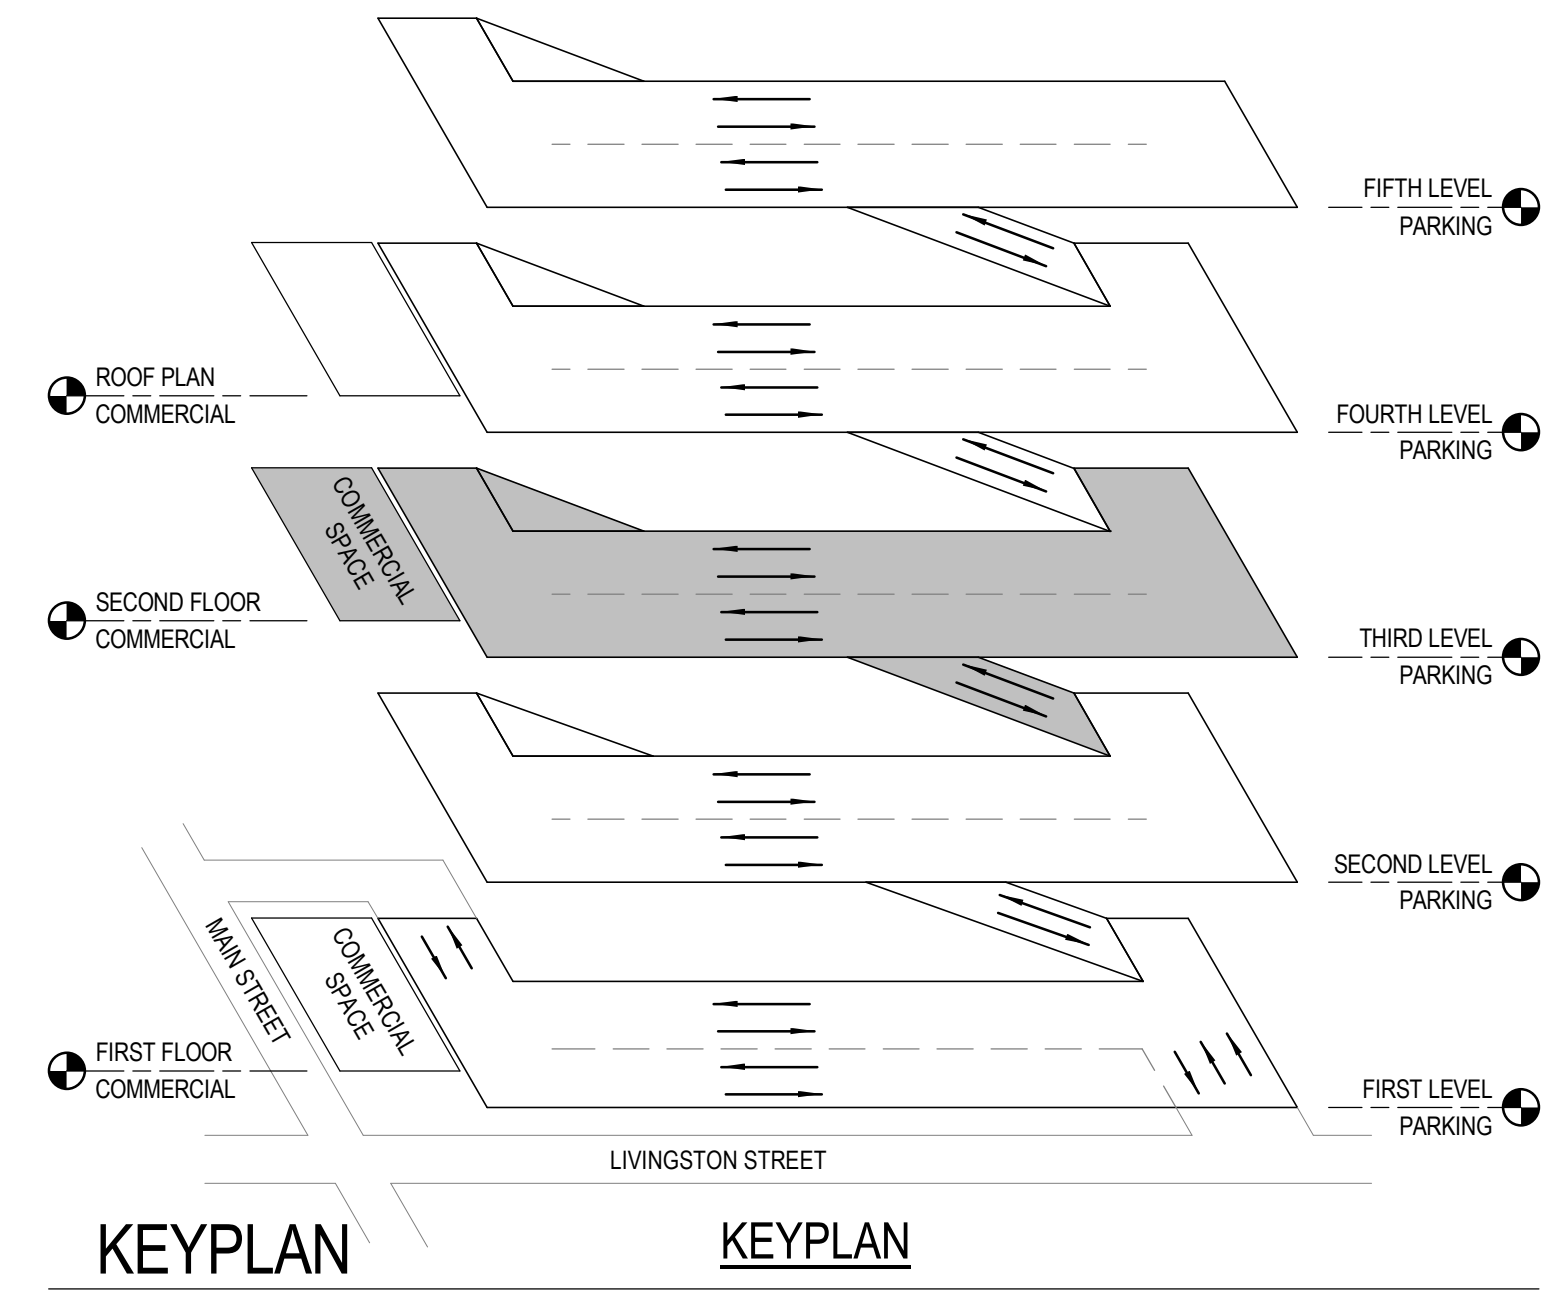 FIFTH LEVEL
PARKING
ROOF PLAN
COMMERCIAL
FOURTH LEVEL
PARKING
COMMERCIAL
SPACE
SECOND FLOOR
COMMERCIAL
THIRD LEVEL
PARKING
SECOND LEVEL
PARKING
MAIN STREET
COMMERCIAL
SPACE
FIRST FLOOR
COMMERCIAL
FIRST LEVEL
PARKING
LIVINGSTON STREET
KEYPLAN
KEYPLAN